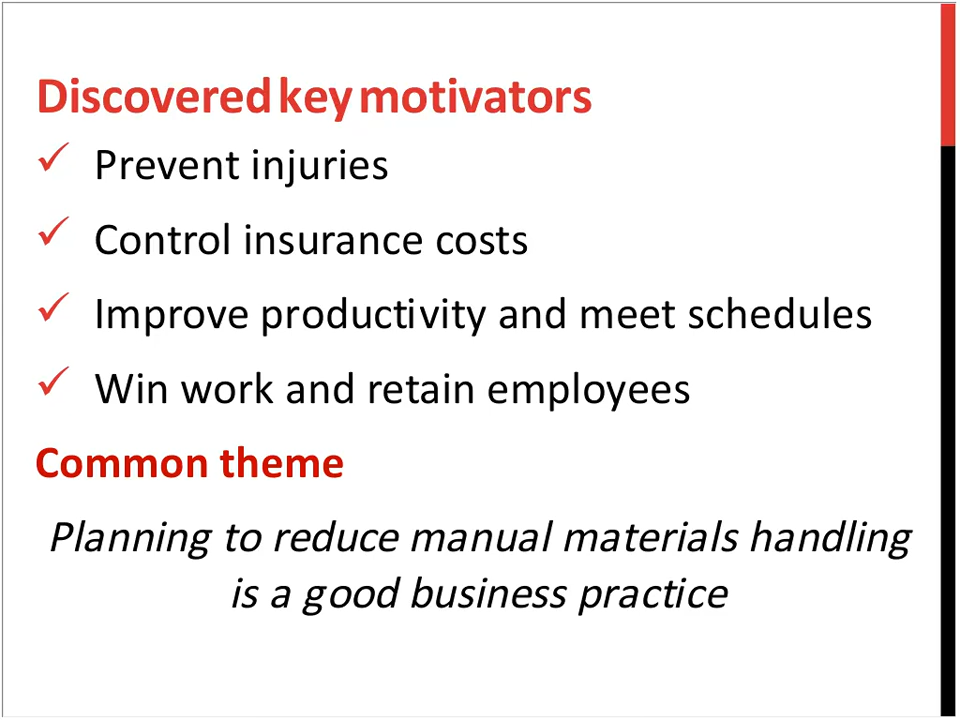 Discovered key motivators
✓ Prevent injuries
✓ Control insurance costs
✓ Improve productivity and meet schedules
✓ Win work and retain employees
Common theme
Planning to reduce manual materials handling
is a good business practice